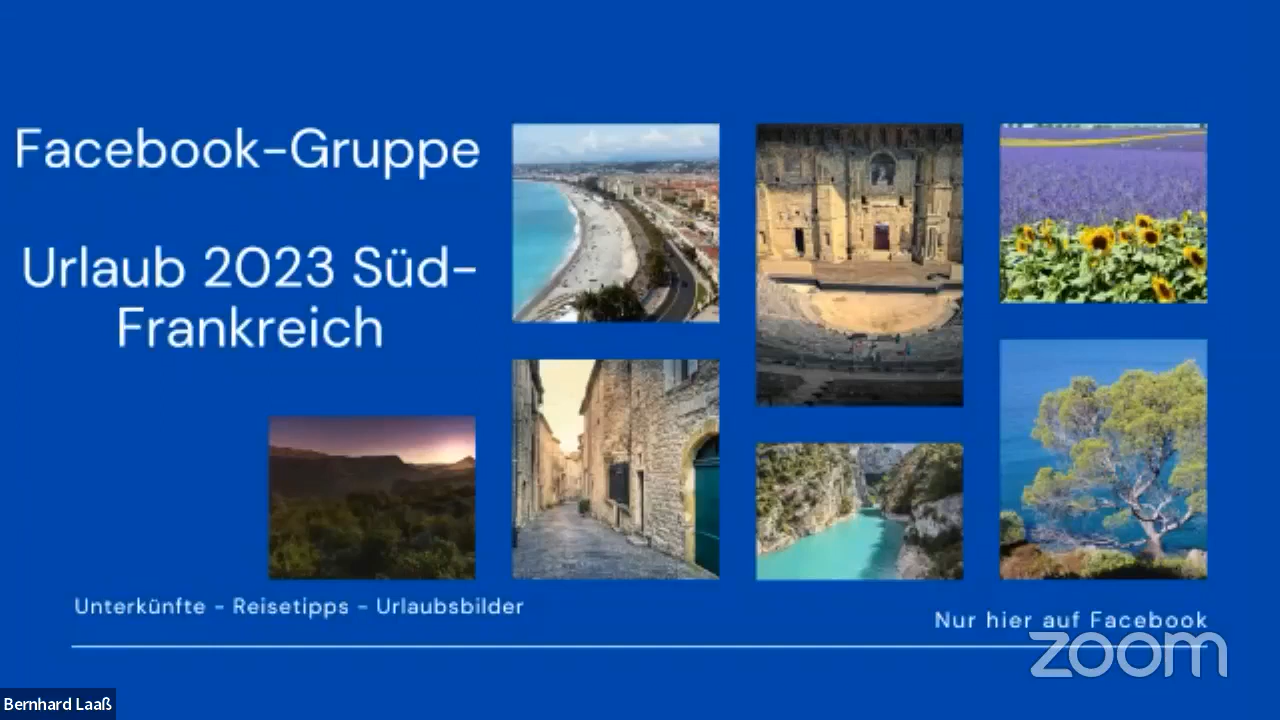 Facebook-Gruppe
Urlaub 2023 Süd-
Frankreich
Unterkünfte - Reisetipps - Urlaubsbilder
Nur hier auf Facebook
zoom
Bernhard Laaß